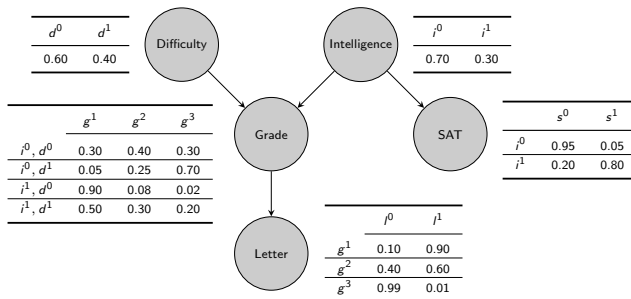 d⁰ d¹
0.60 0.40
Difficulty
Intelligence
i⁰ i¹
0.70 0.30
g¹ g² g³
i⁰, d⁰ 0.30 0.40 0.30
i⁰, d¹ 0.05 0.25 0.70
i¹, d⁰ 0.90 0.08 0.02
i¹, d¹ 0.50 0.30 0.20
Grade
SAT
s⁰ s¹
i⁰ 0.95 0.05
i¹ 0.20 0.80
Letter
l⁰ l¹
g¹ 0.10 0.90
g² 0.40 0.60
g³ 0.99 0.01